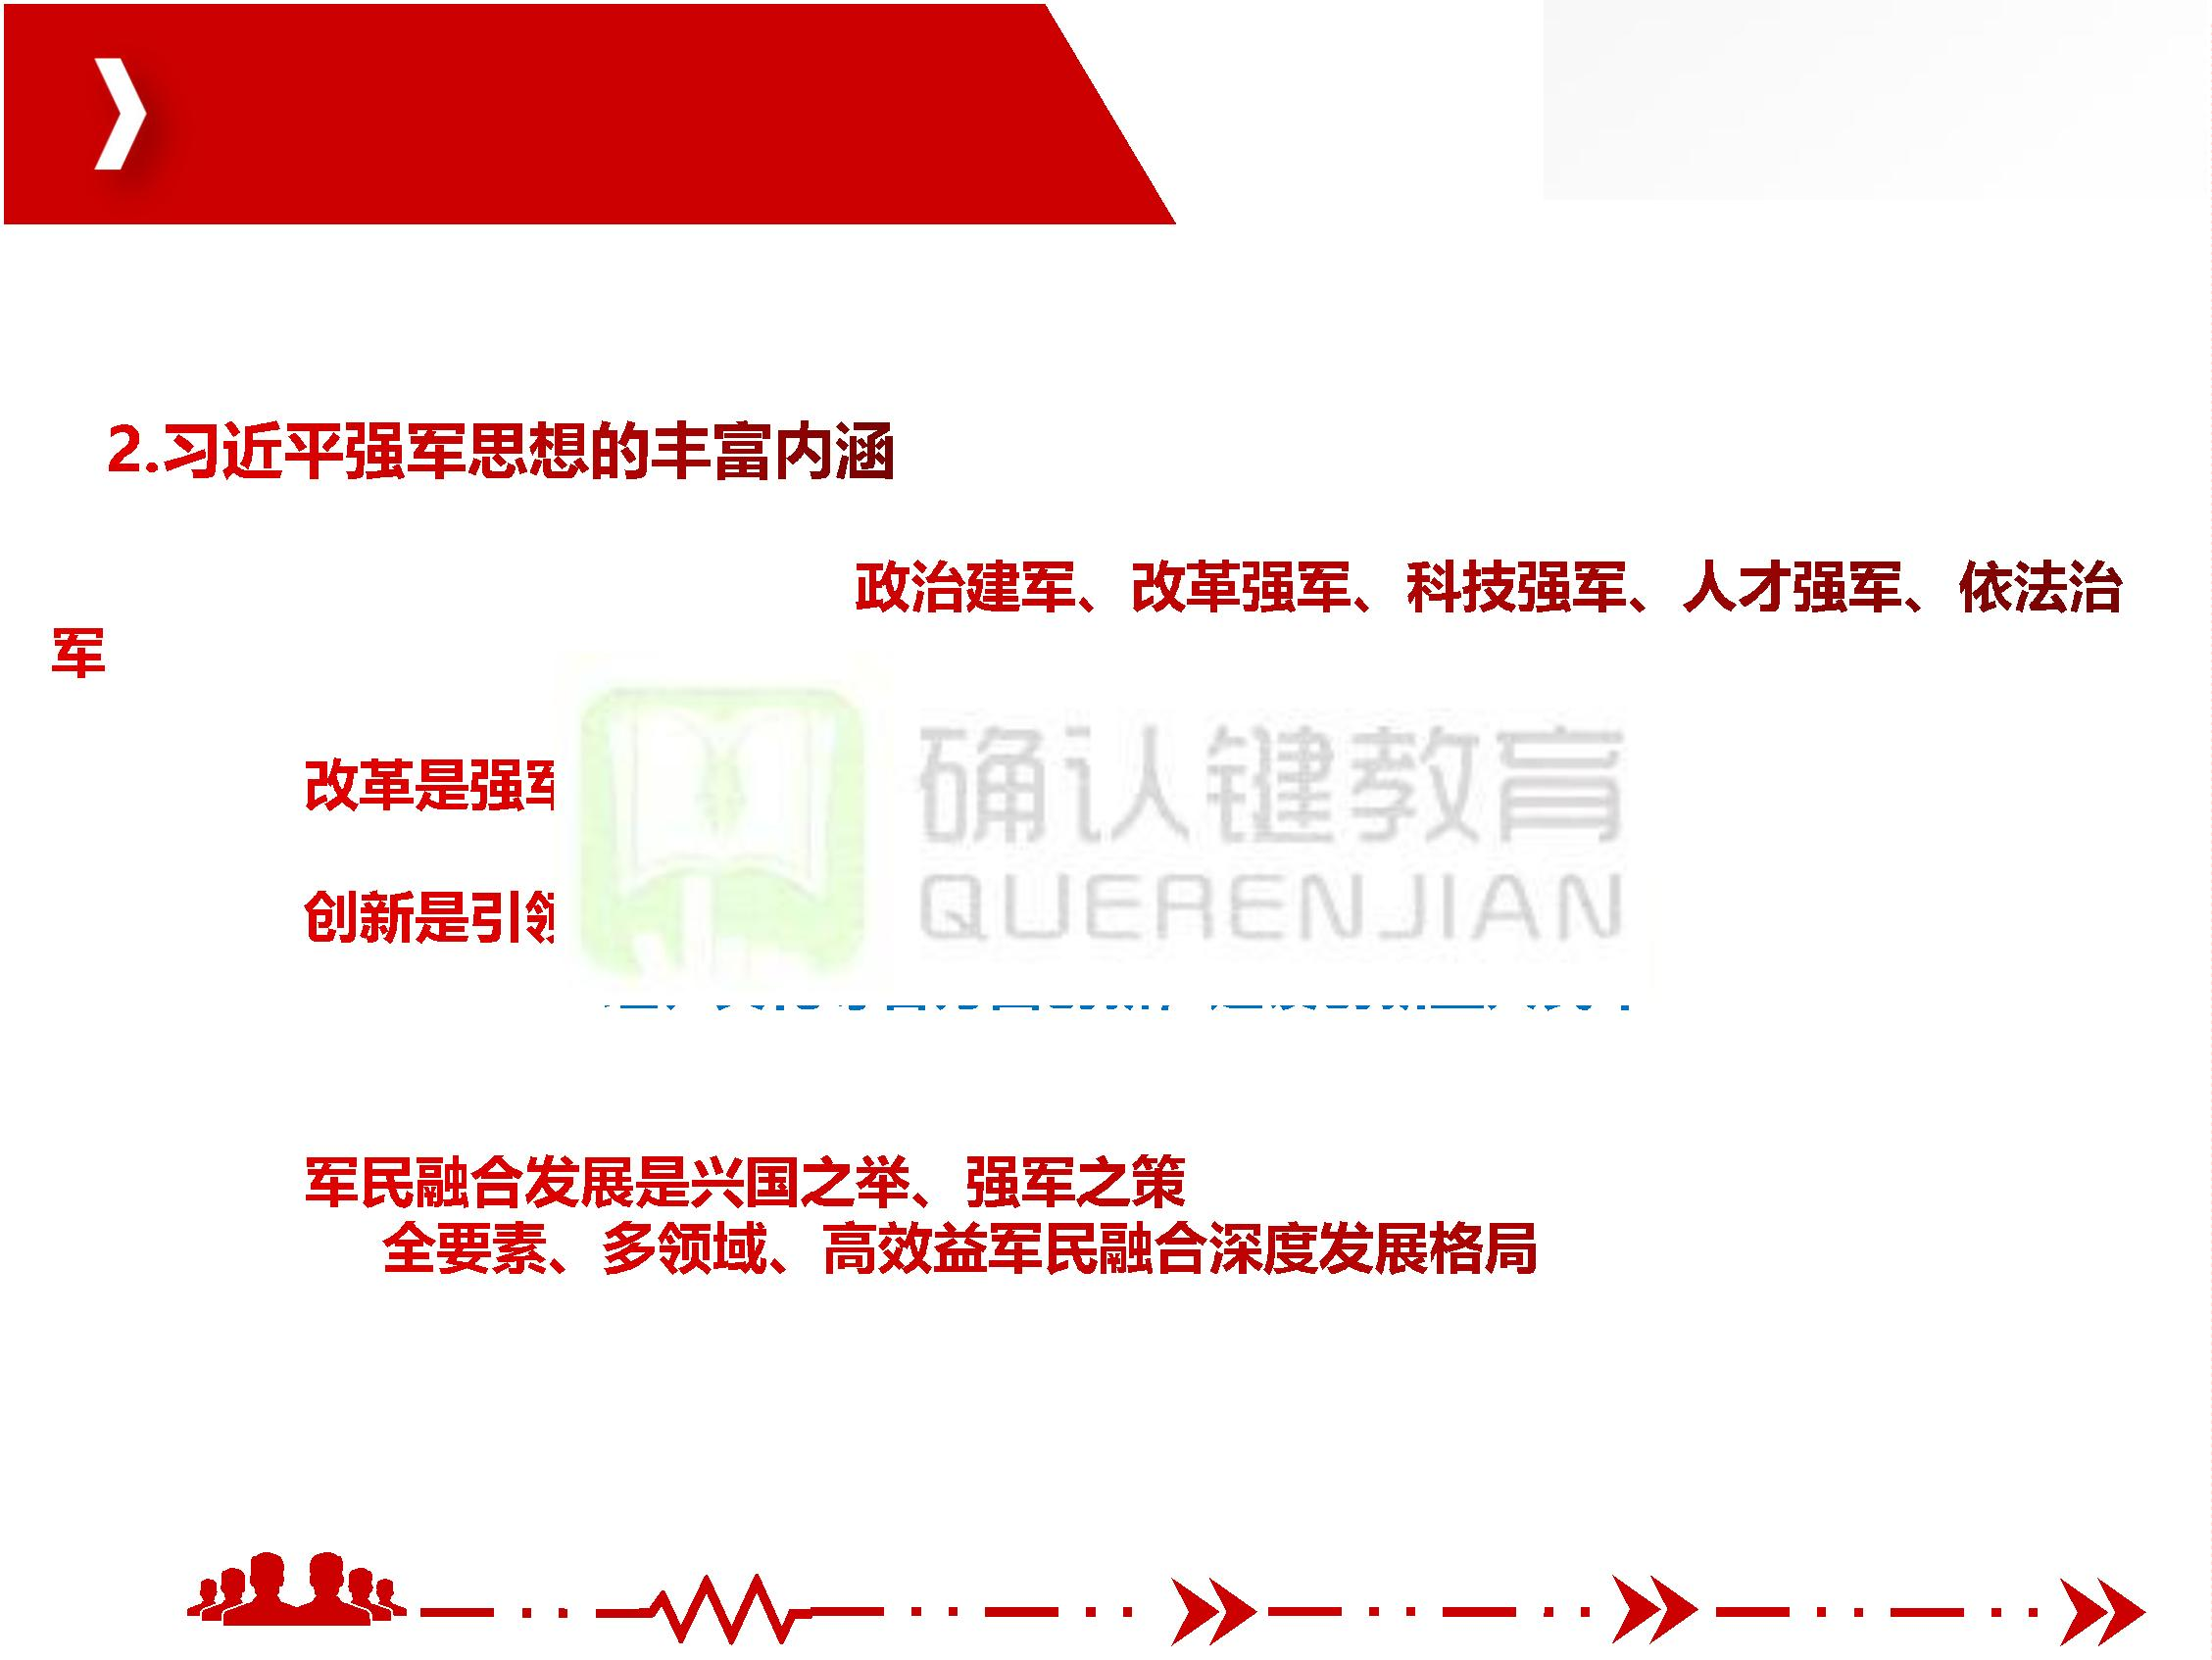 2.习近平强军思想的丰富内涵
政治建军、改革强军、科技强军、人才强军、依法治
军
改革是强军
确认键教育
创新是引领
QUERENJIAN
军民融合发展是兴国之举、强军之策
全要素、多领域、高效益军民融合深度发展格局